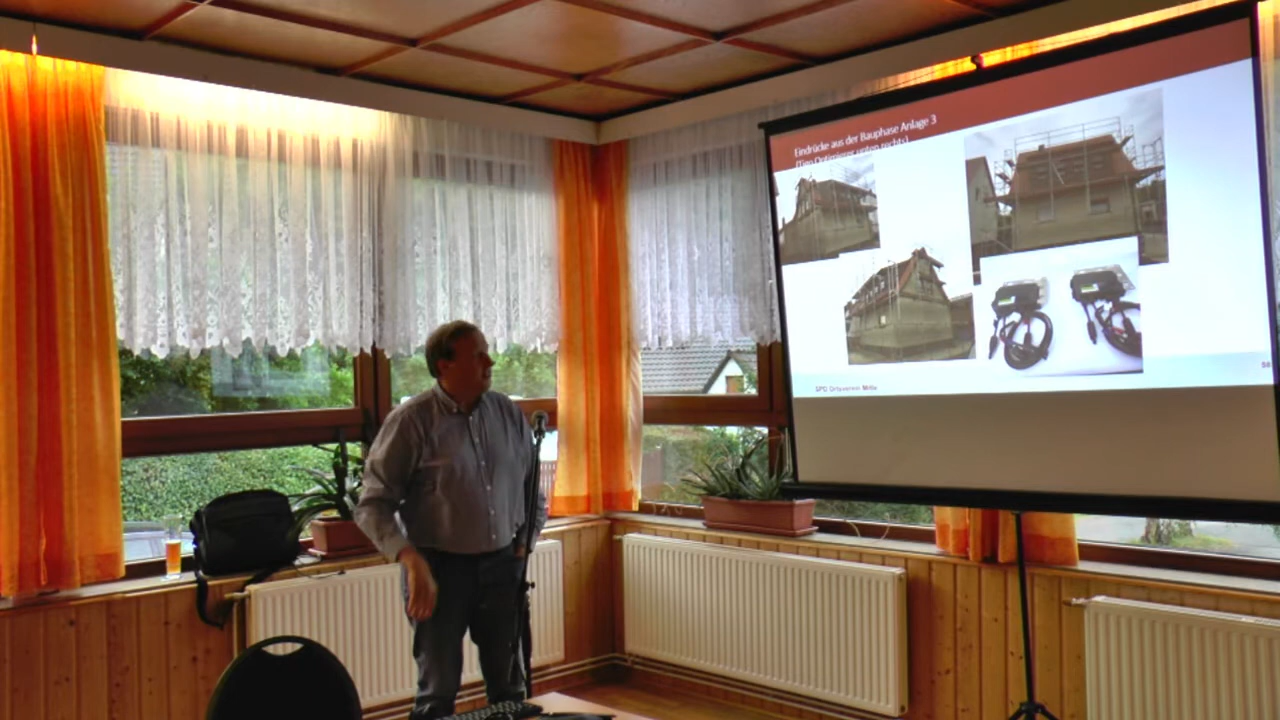 Eindrücke aus der Bauphase Anlage 3
(Tigo Optimierer unten rechts)
SPD Ortsverein Mitte